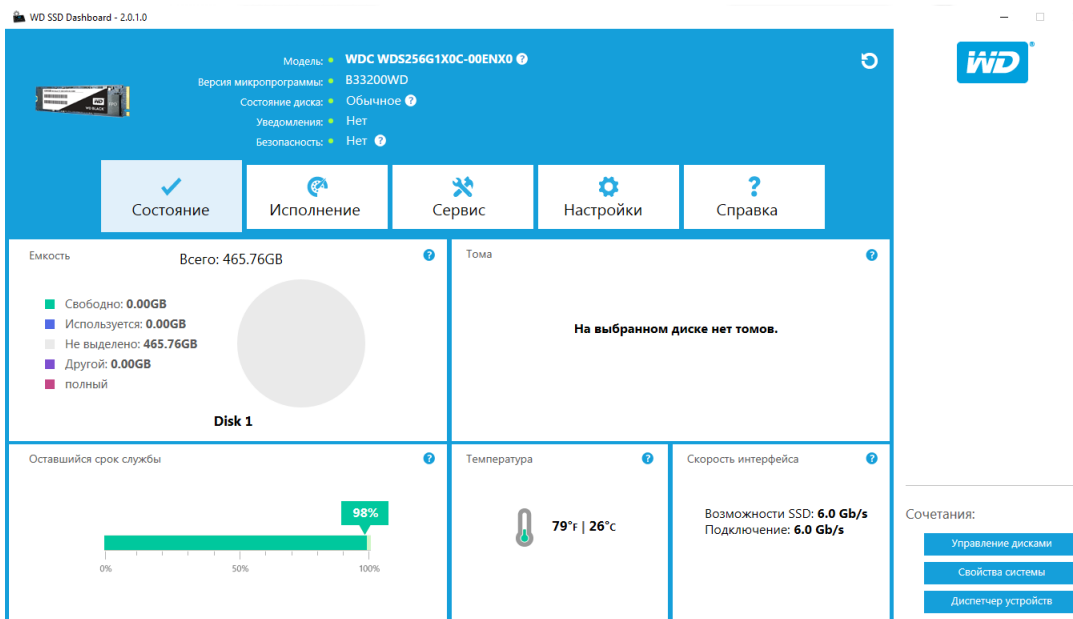 WD SSD Dashboard - 2.0.1.0
Модель: WDC WDS256G1X0C-00ENX0 ?
Версия микропрограммы: B33200WD
Состояние диска: Обычное ?
Уведомления: Нет
Безопасность: Нет ?
WD
Состояние
Исполнение
Сервис
Настройки
Справка
Емкость
Всего: 465.76GB
Свободно: 0.00GB
Используется: 0.00GB
Не выделено: 465.76GB
Другой: 0.00GB
полный
Disk 1
Тома
На выбранном диске нет томов.
Оставшийся срок службы
98%
0%
50%
100%
Температура
79°F | 26°C
Скорость интерфейса
Возможности SSD: 6.0 Gb/s
Подключение: 6.0 Gb/s
Сочетания:
Управление дисками
Свойства системы
Диспетчер устройств